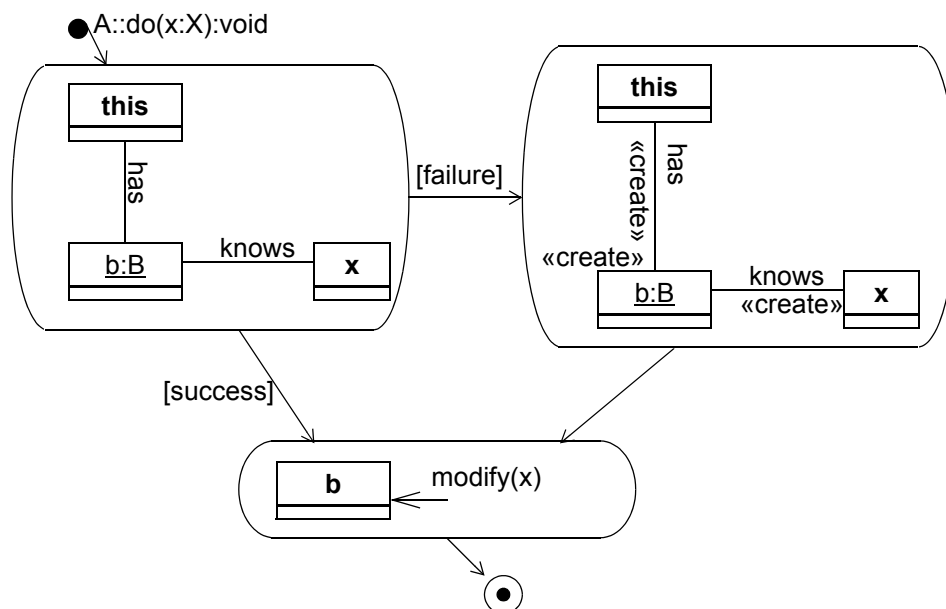 A::do(x:X):void
this
has
b:B
knows
x
[failure]
this
has
«create»
«create»
b:B
knows
«create»
x
[success]
b
modify(x)